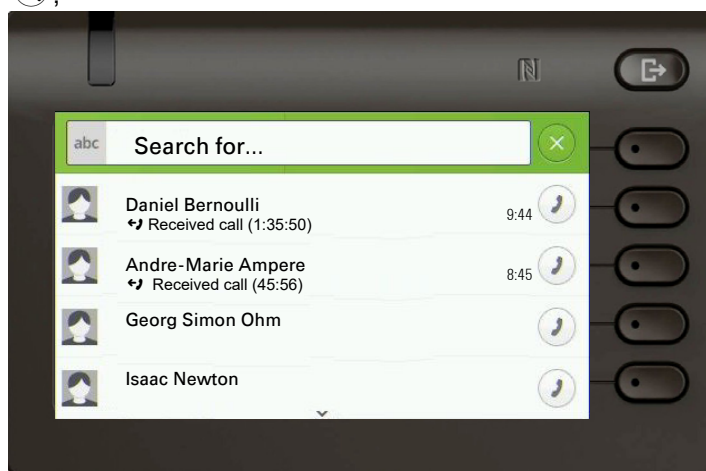 abc Search for...
Daniel Bernoulli
Received call (1:35:50)
9:44
Andre-Marie Ampere
Received call (45:56)
8:45
Georg Simon Ohm
Isaac Newton